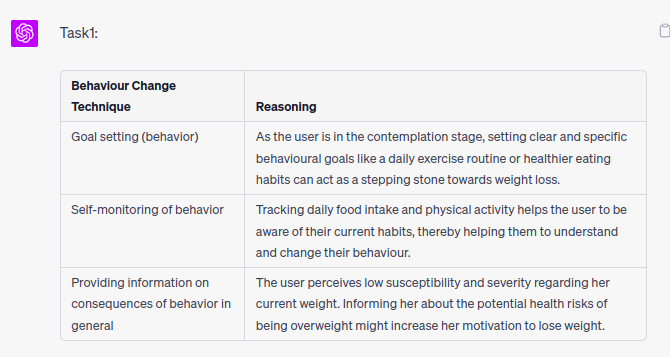 Task1:
Behaviour Change
Technique
Reasoning
Goal setting (behavior)
As the user is in the contemplation stage, setting clear and specific
behavioural goals like a daily exercise routine or healthier eating
habits can act as a stepping stone towards weight loss.
Self-monitoring of behavior
Tracking daily food intake and physical activity helps the user to be
aware of their current habits, thereby helping them to understand
and change their behaviour.
Providing information on
consequences of behavior in
general
The user perceives low susceptibility and severity regarding her
current weight. Informing her about the potential health risks of
being overweight might increase her motivation to lose weight.